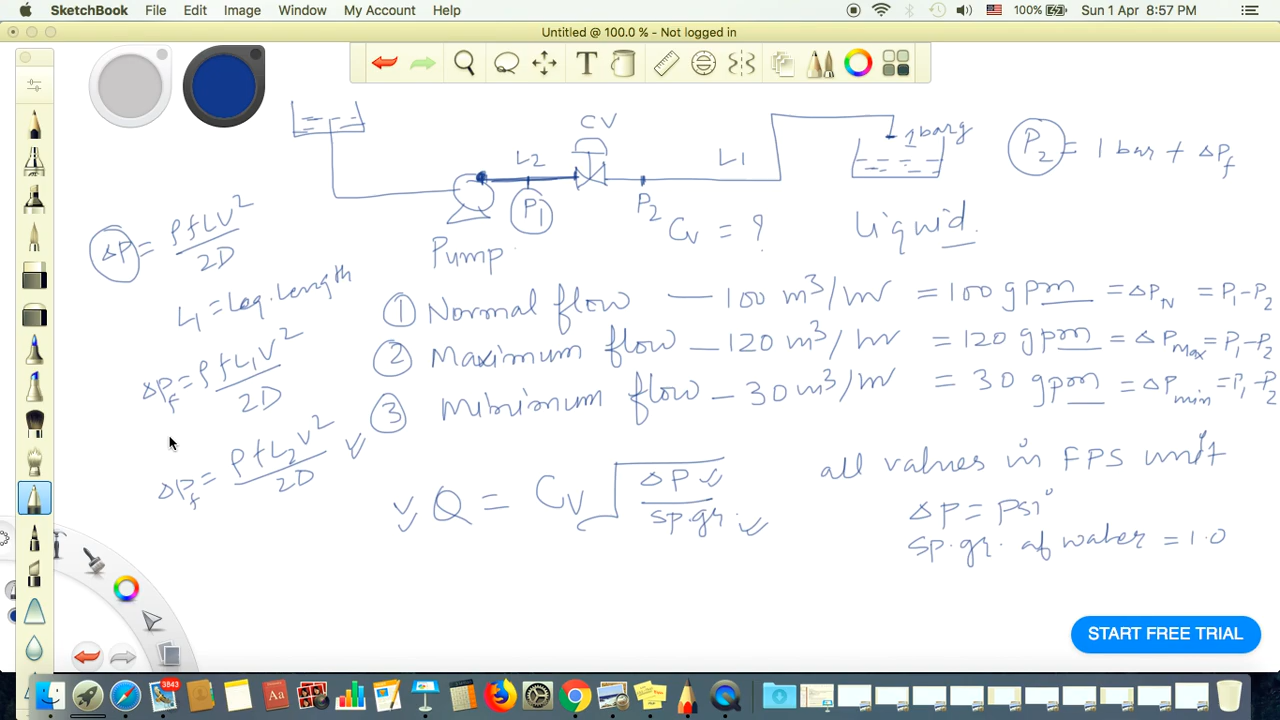 SketchBook File Edit Image Window My Account Help 100% Sun 1 Apr 8:57 PM
Untitled @ 100.0 % - Not logged in
CV
1 barg
P2 = 1 bar + ΔPf
L2
L1
P1
P2
Cv = ?
Liquid
Pump
ΔP = ρfLV²/2D
L1 = Leq. Length
ΔPf = ρfL1V²/2D
ΔPf = ρfL2V²/2D
① Normal flow — 100 m³/hr = 100 gpm = ΔPN = P1-P2
② Maximum flow — 120 m³/hr = 120 gpm = ΔPMax = P1-P2
③ Minimum flow - 30 m³/hr = 30 gpm = ΔPmin = P1-P2
Q = Cv √ΔP/sp.gr
all values in FPS unit
ΔP = psi
sp.gr. of water = 1.0
START FREE TRIAL
3843